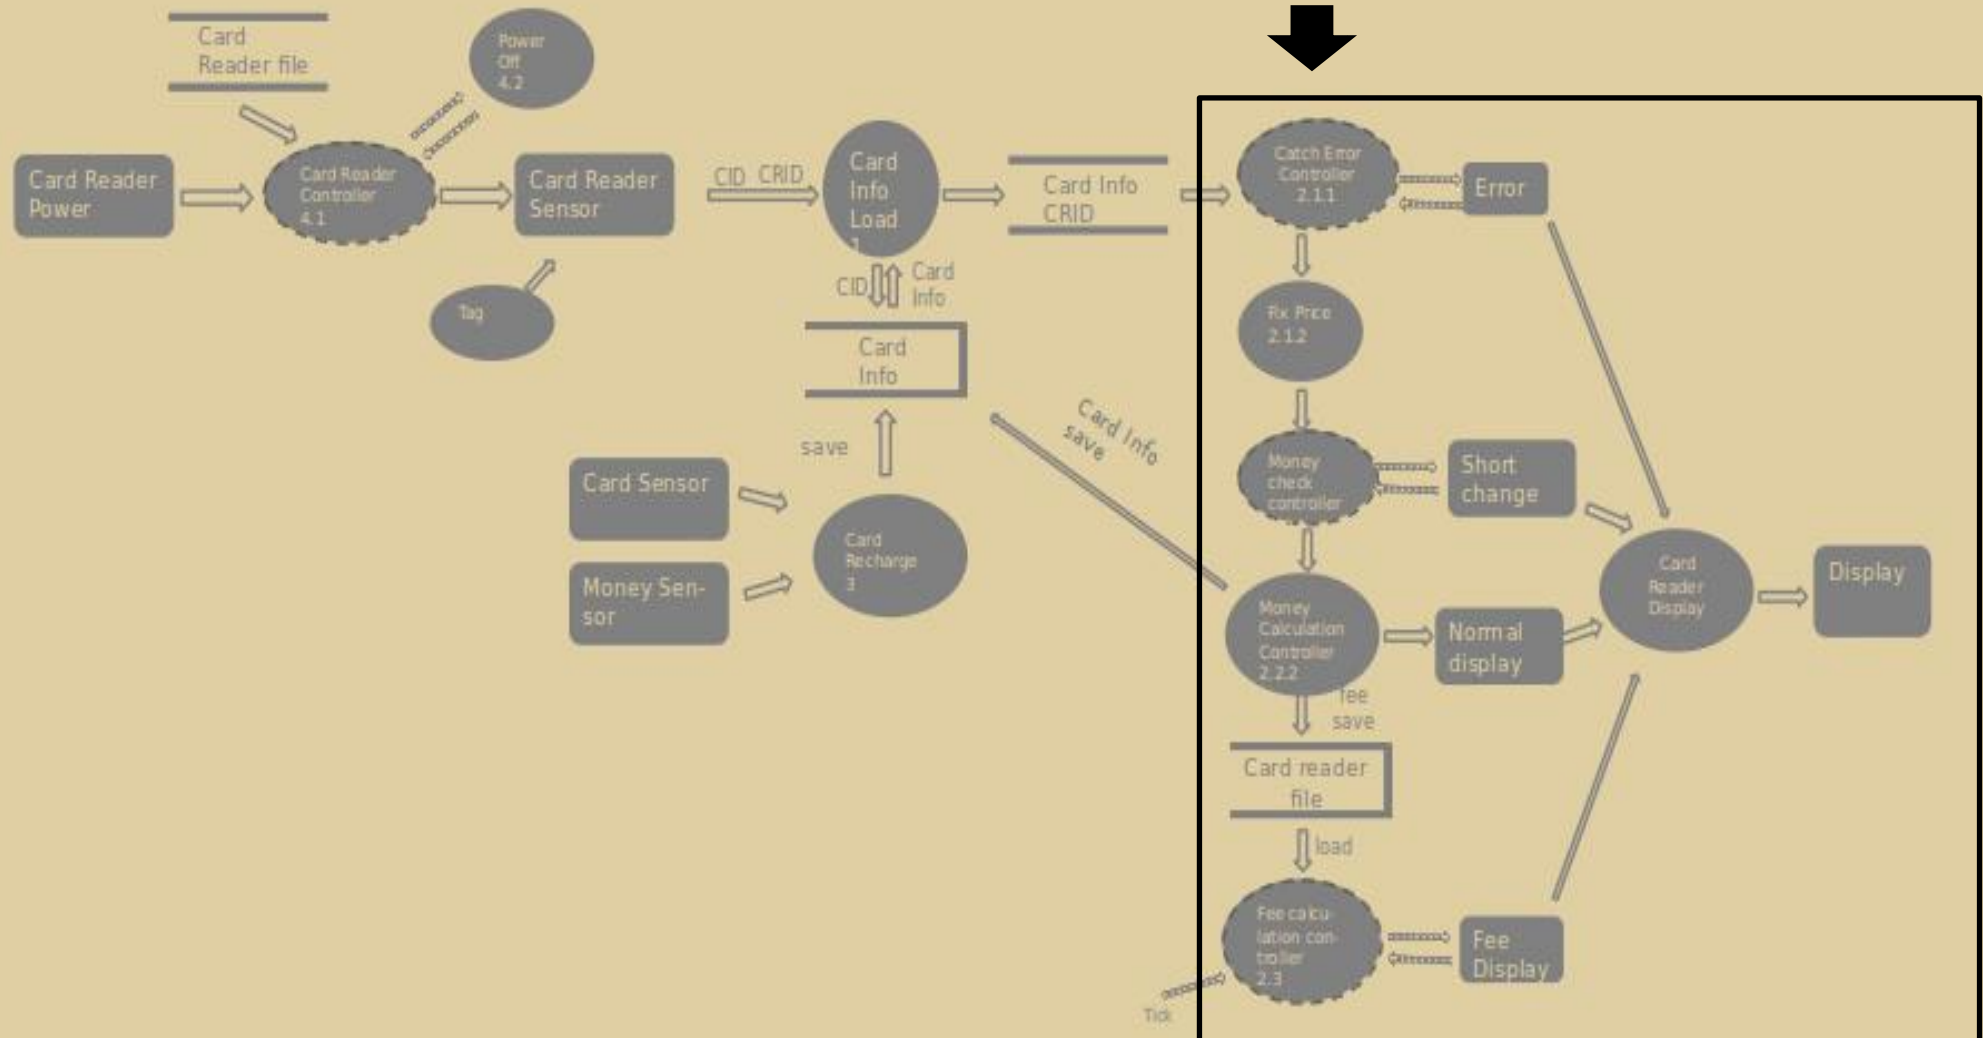 Card
Reader file
Power
Off
4.2
Card Reader
Power
Card Reader
Controller
4.1
Card Reader
Sensor
Tag
CID CRID
Card
Info
Load
1
Card Info
CRID
CID
Card
Info
Card
Info
save
Card Sensor
Money Sen-
sor
Card
Recharge
3
Card Info
save
Catch Error
Controller
2.1.1
Error
Rx Price
2.1.2
Money
check
controller
Short
change
Money
Calculation
Controller
2.2.2
Normal
display
Card
Reader
Display
Display
fee
save
Card reader
file
load
Fee calcu-
lation con-
troller
2.3
Fee
Display
Tick